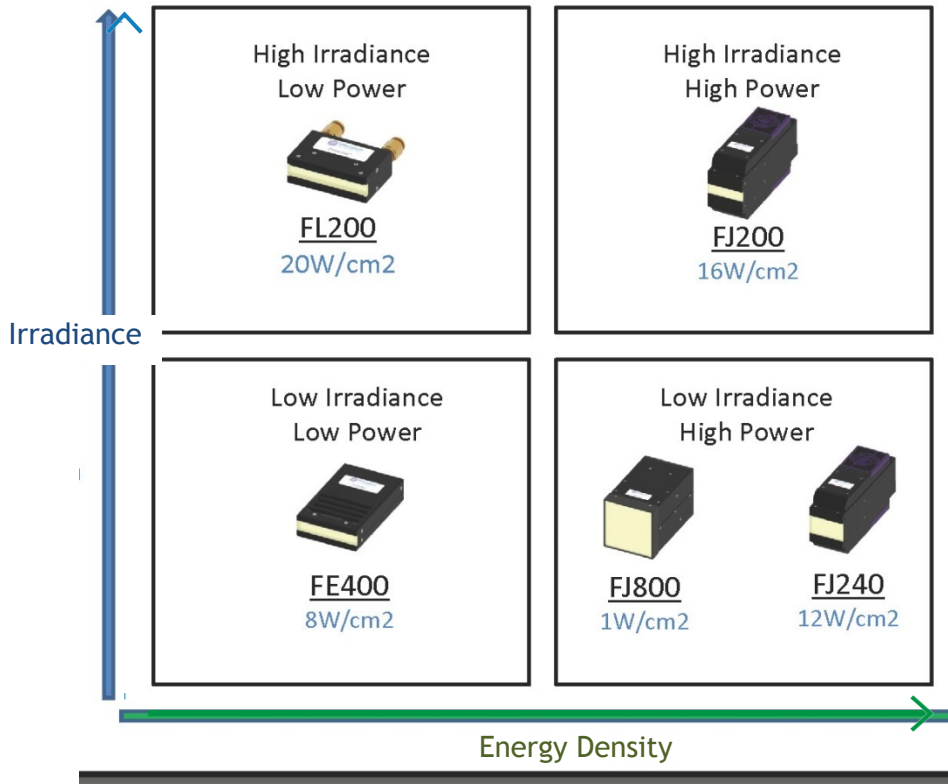 High Irradiance
Low Power
FL200
20W/cm2
High Irradiance
High Power
FJ200
16W/cm2
Irradiance
Low Irradiance
Low Power
FE400
8W/cm2
Low Irradiance
High Power
FJ800
1W/cm2
FJ240
12W/cm2
Energy Density